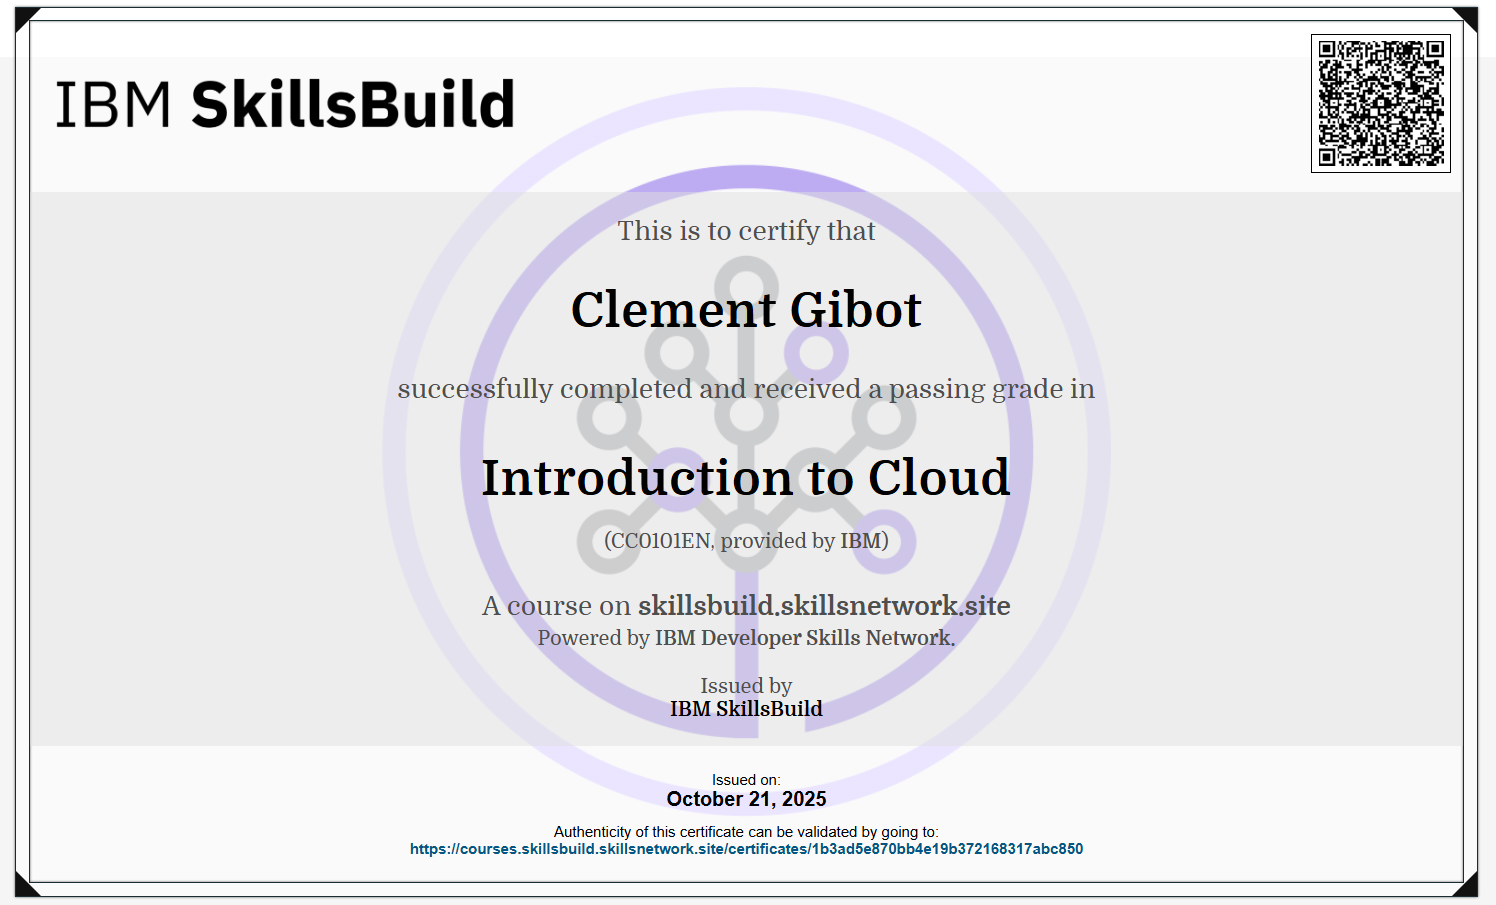 IBM SkillsBuild
This is to certify that
Clement Gibot
successfully completed and received a passing grade in
Introduction to Cloud
(CC0101EN, provided by IBM)
A course on skillsbuild.skillsnetwork.site
Powered by IBM Developer Skills Network.
Issued by
IBM SkillsBuild
Issued on:
October 21, 2025
Authenticity of this certificate can be validated by going to:
https://courses.skillsbuild.skillsnetwork.site/certificates/1b3ad5e870bb4e19b372168317abc850